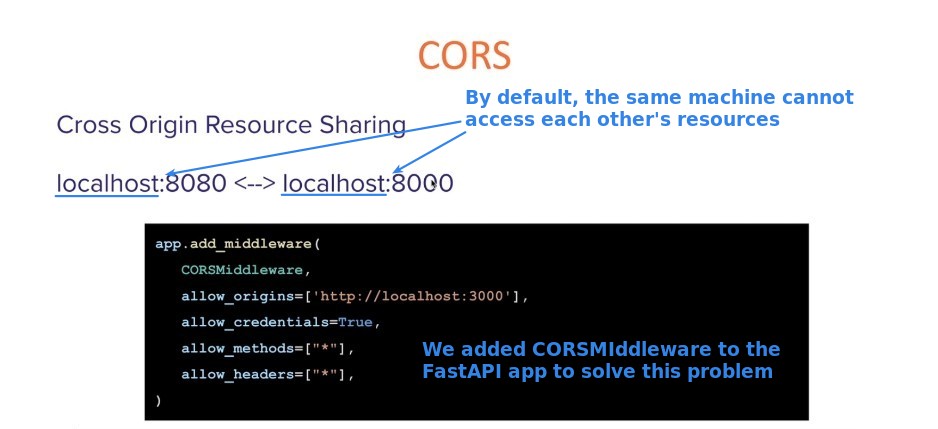 CORS
By default, the same machine cannot
access each other's resources
Cross Origin Resource Sharing
localhost:8080 <--> localhost:8000
app.add_middleware(
CORSMiddleware,
allow_origins=['http://localhost:3000'],
allow_credentials=True,
allow_methods=["*"],
allow_headers=["*"],
)
We added CORSMIddleware to the
FastAPI app to solve this problem